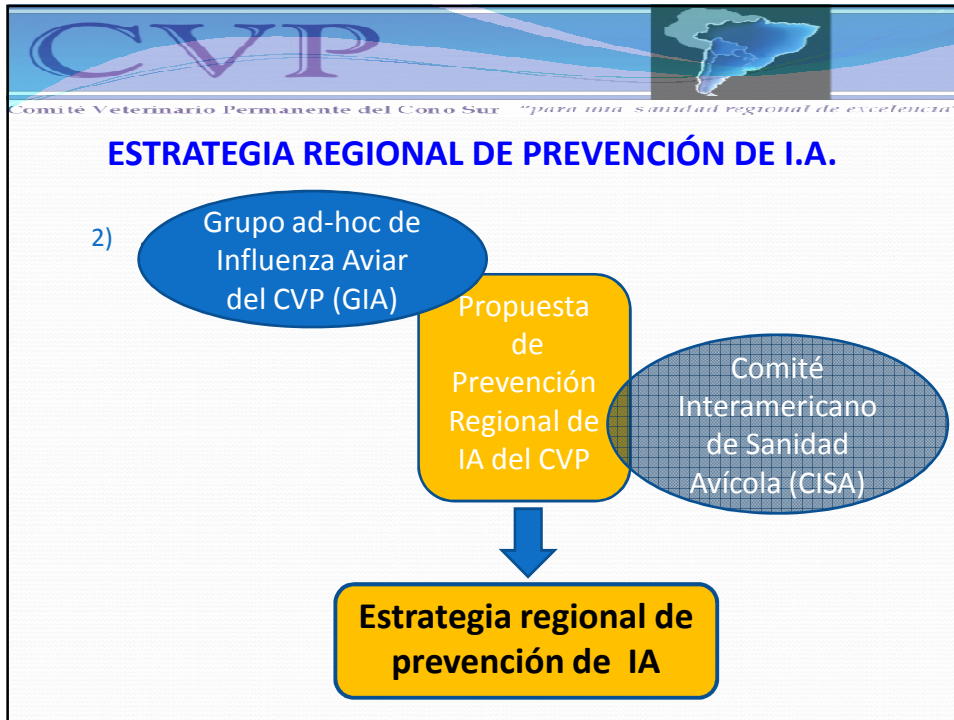 CVP
Comité Veterinario Permanente del Cono Sur "para una sanidad regional de excelencia"
ESTRATEGIA REGIONAL DE PREVENCIÓN DE I.A.
2)
Grupo ad-hoc de
Influenza Aviar
del CVP (GIA)
Propuesta
de
Prevención
Regional de
IA del CVP
Comité
Interamericano
de Sanidad
Avícola (CISA)
Estrategia regional de
prevención de IA